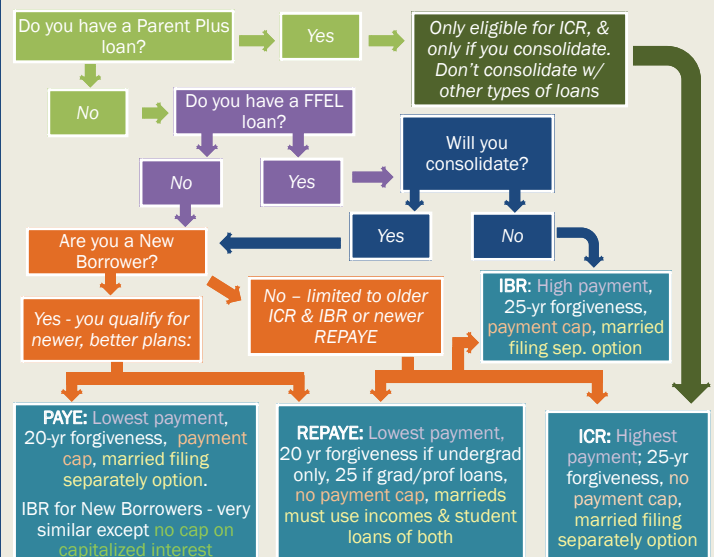 Do you have a Parent Plus
loan?
Yes
Only eligible for ICR, &
only if you consolidate.
Don't consolidate w/
other types of loans
No
Do you have a FFEL
loan?
Will you
consolidate?
No
Yes
Yes
No
Are you a New
Borrower?
No – limited to older
ICR & IBR or newer
REPAYE
IBR: High payment,
25-yr forgiveness,
payment cap, married
filing sep. option
Yes - you qualify for
newer, better plans:
PAYE: Lowest payment,
20-yr forgiveness, payment
cap, married filing
separately option.
IBR for New Borrowers - very
similar except no cap on
capitalized interest
REPAYE: Lowest payment,
20 yr forgiveness if undergrad
only, 25 if grad/prof loans,
no payment cap, marrieds
must use incomes & student
loans of both
ICR: Highest
payment; 25-yr
forgiveness, no
payment cap,
married filing
separately option